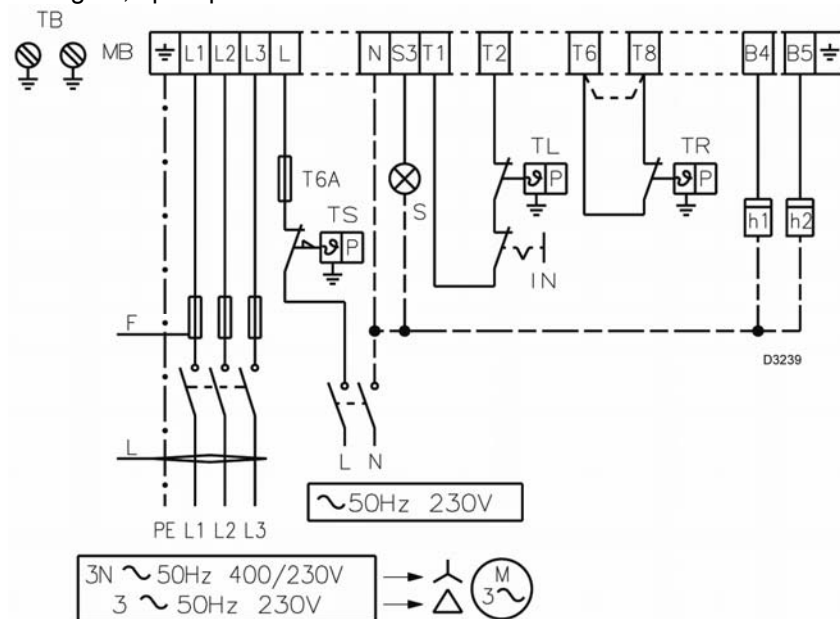 TB
MB L1 L2 L3 L N S3 T1 T2 T6 T8 B4 B5
TL TR
T6A P P
TS S h1 h2
P
IN
F
D3239
L
L N
~50Hz 230V
PE L1 L2 L3
3N ~ 50Hz 400/230V M
3 ~ 50Hz 230V 3~